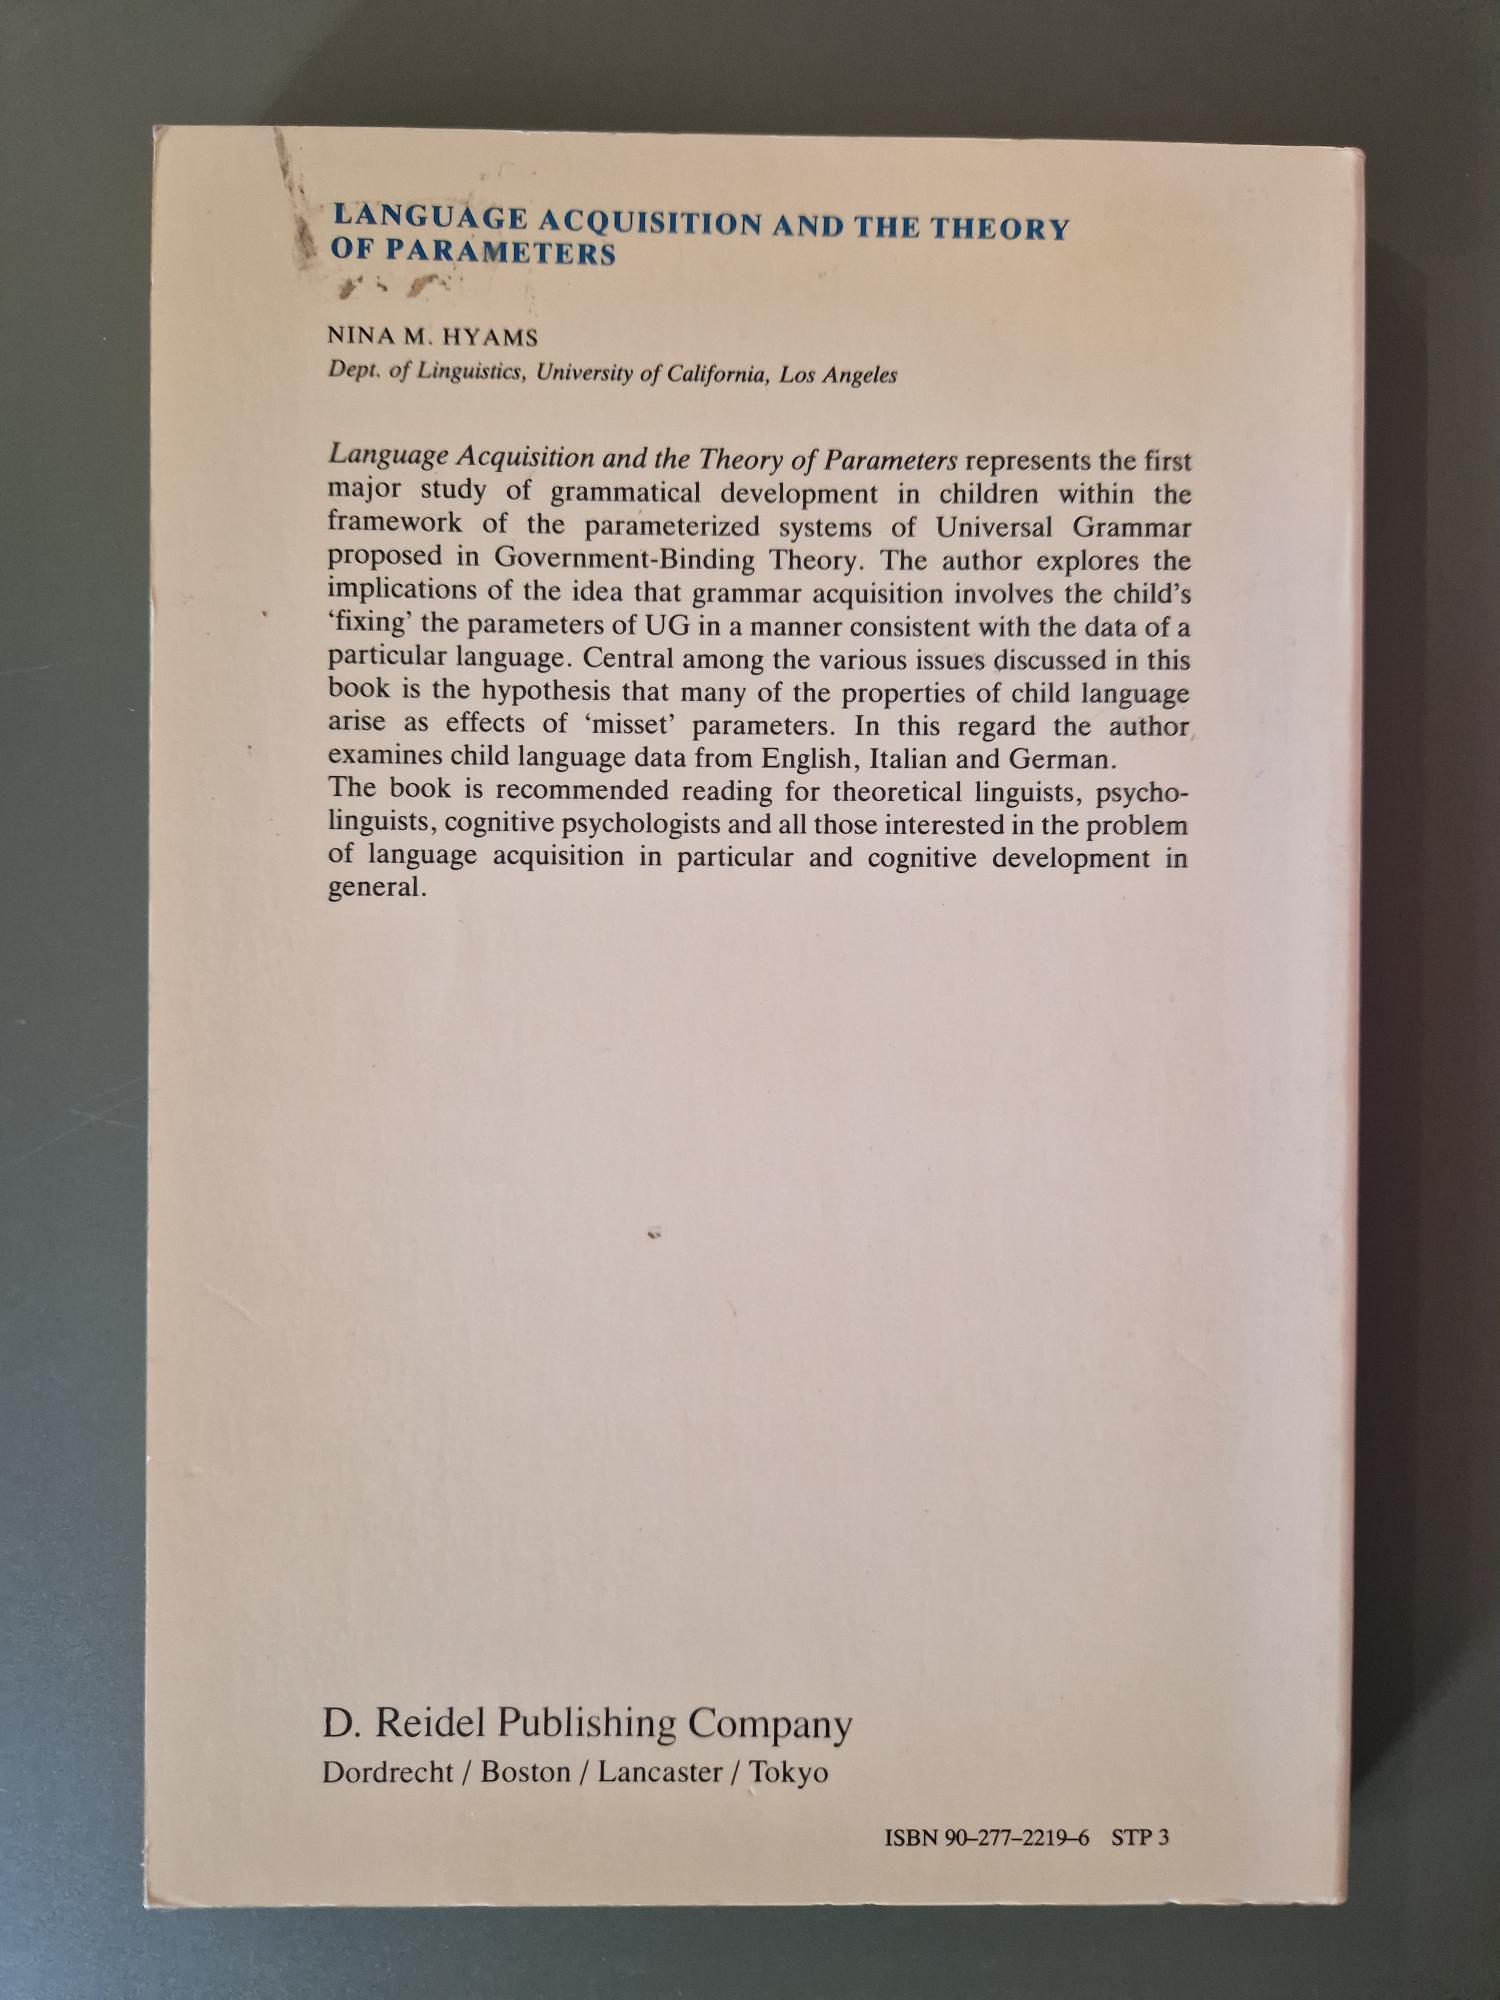 LANGUAGE ACQUISITION AND THE THEORY
OF PARAMETERS
NINA M. HYAMS
Dept. of Linguistics, University of California, Los Angeles
Language Acquisition and the Theory of Parameters represents the first
major study of grammatical development in children within the
framework of the parameterized systems of Universal Grammar
proposed in Government-Binding Theory. The author explores the
implications of the idea that grammar acquisition involves the child's
‘fixing’ the parameters of UG in a manner consistent with the data of a
particular language. Central among the various issues discussed in this
book is the hypothesis that many of the properties of child language
arise as effects of ‘misset’ parameters. In this regard the author
examines child language data from English, Italian and German.
The book is recommended reading for theoretical linguists, psycho-
linguists, cognitive psychologists and all those interested in the problem
of language acquisition in particular and cognitive development in
general.
D. Reidel Publishing Company
Dordrecht / Boston / Lancaster / Tokyo
ISBN 90–277–2219–6 STP 3